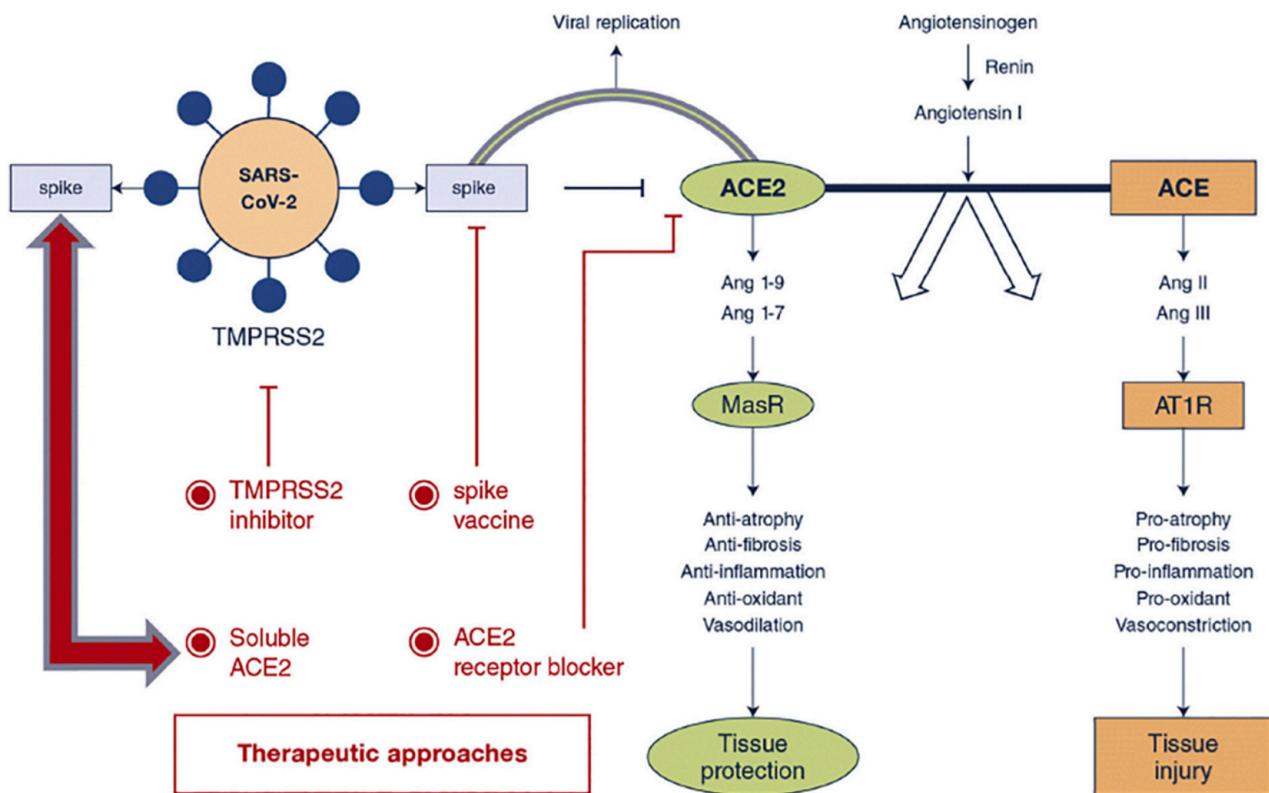 Viral replication
Angiotensinogen
Renin
Angiotensin I
spike
SARS-
CoV-2
spike
ACE2
ACE
TMPRSS2
Ang 1-9
Ang 1-7
Ang II
Ang III
MasR
AT1R
TMPRSS2
inhibitor
spike
vaccine
Anti-atrophy
Anti-fibrosis
Anti-inflammation
Anti-oxidant
Vasodilation
Pro-atrophy
Pro-fibrosis
Pro-inflammation
Pro-oxidant
Vasoconstriction
Soluble
ACE2
ACE2
receptor blocker
Therapeutic approaches
Tissue
protection
Tissue
injury